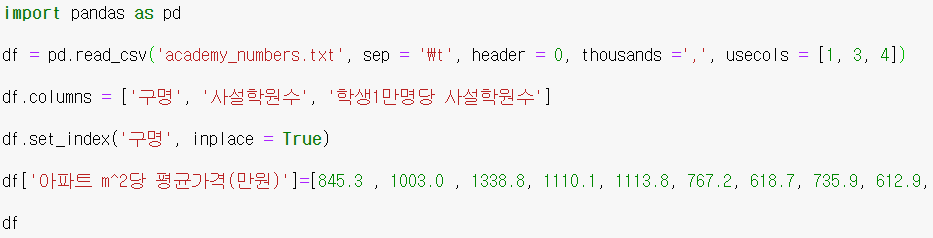 import pandas as pd
df = pd.read_csv('academy_numbers.txt', sep = '₩t', header = 0, thousands =',', usecols = [1, 3, 4])
df.columns = ['구명', '사설학원수', '학생1만명당 사설학원수']
df.set_index('구명', inplace = True)
df['아파트 m^2당 평균가격(만원)']=[845.3 , 1003.0 , 1338.8, 1110.1, 1113.8, 767.2, 618.7, 735.9, 612.9,
df